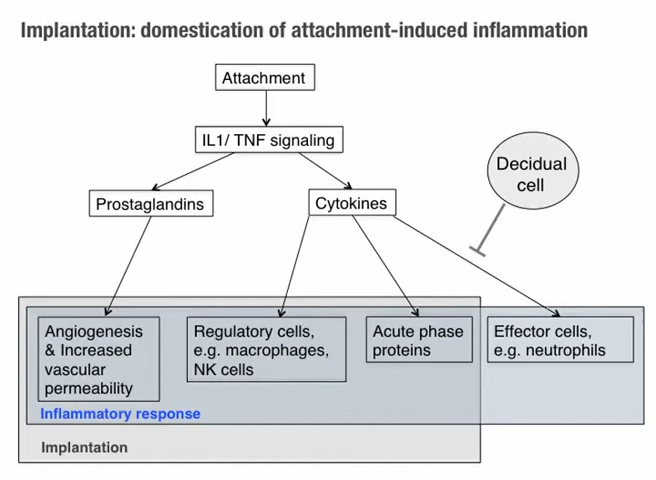 Implantation: domestication of attachment-induced inflammation
Attachment
IL1/ TNF signaling
Decidual
cell
Prostaglandins
Cytokines
Angiogenesis
& Increased
vascular
permeability
Regulatory cells,
e.g. macrophages,
NK cells
Acute phase
proteins
Effector cells,
e.g. neutrophils
Inflammatory response
Implantation